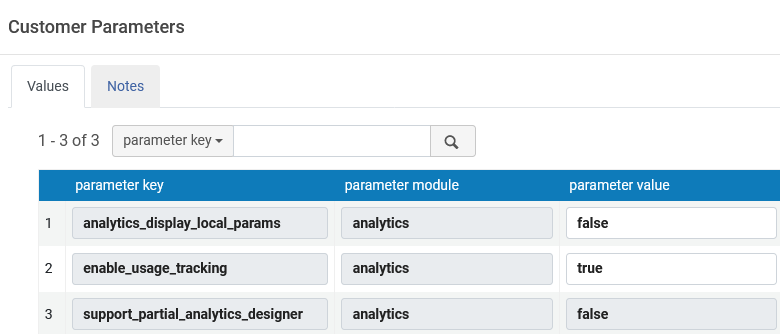 Customer Parameters
Values Notes
1 - 3 of 3 parameter key
parameter key parameter module parameter value
1 analytics_display_local_params analytics false
2 enable_usage_tracking analytics true
3 support_partial_analytics_designer analytics false